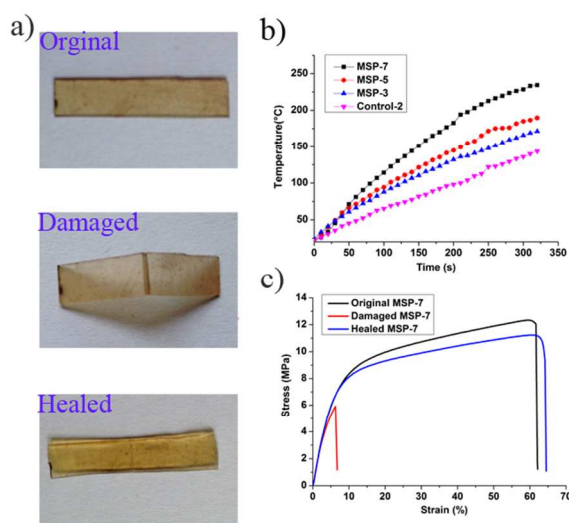 a)
Orginal
Damaged
Healed
b)
MSP-7
MSP-5
MSP-3
Control-2
Temperature(°C)
250
200
150
100
50
0 50 100 150 200 250 300 350
Time (s)
c)
Original MSP-7
Damaged MSP-7
Healed MSP-7
Stress (MPa)
14
12
10
8
6
4
2
0
0 10 20 30 40 50 60 70
Strain (%)